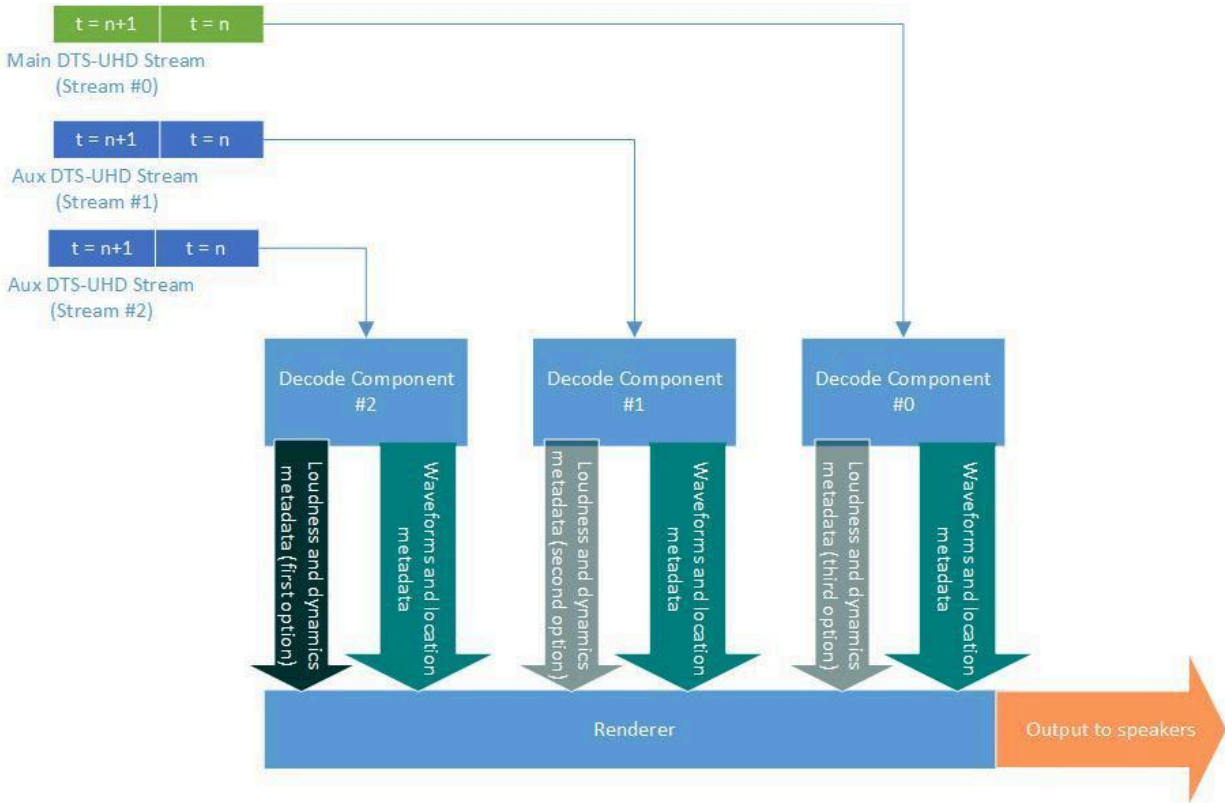 t = n+1 t = n
Main DTS-UHD Stream
(Stream #0)
t = n+1 t = n
Aux DTS-UHD Stream
(Stream #1)
t = n+1 t = n
Aux DTS-UHD Stream
(Stream #2)
Decode Component
#2
Decode Component
#1
Decode Component
#0
Loudness and dynamics
metadata (first option)
Waveforms and location
metadata
Loudness and dynamics
metadata (second option)
Waveforms and location
metadata
Loudness and dynamics
metadata (third option)
Waveforms and location
metadata
Renderer
Output to speakers